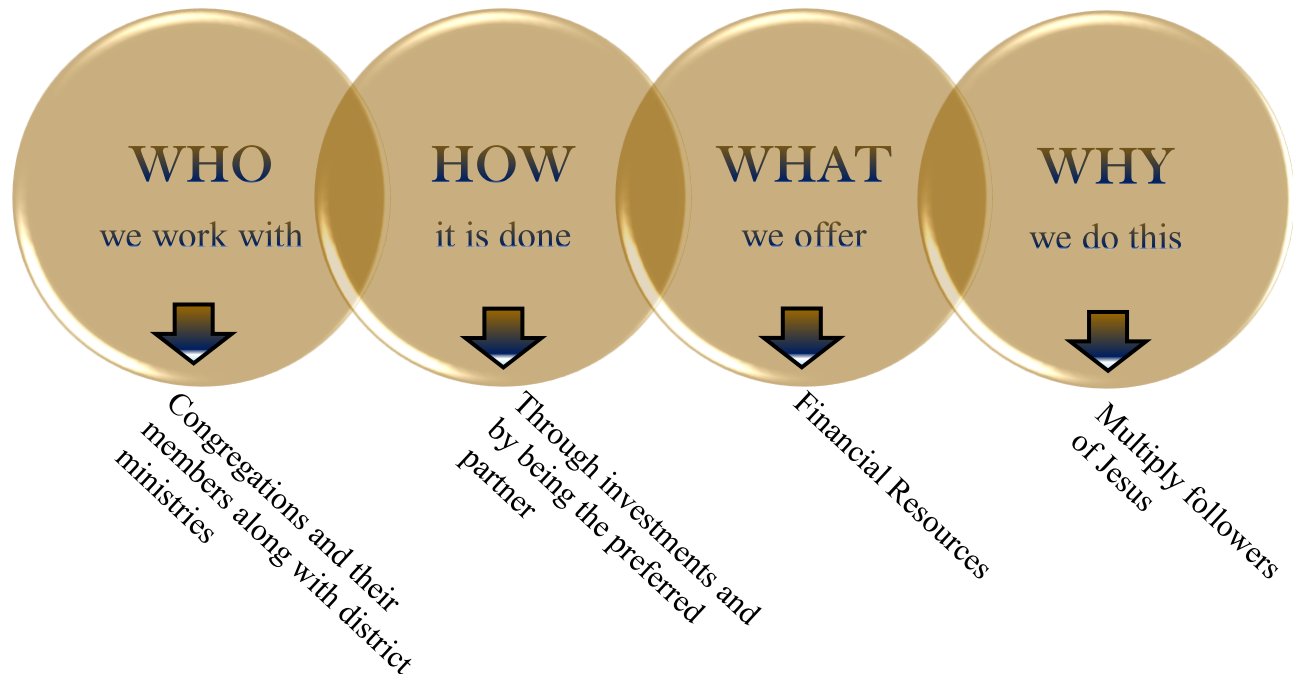 WHO
we work with
Congregations and their
members along with district
ministries
HOW
it is done
Through investments and
by being the preferred
partner
WHAT
we offer
Financial Resources
WHY
we do this
Multiply followers
of Jesus